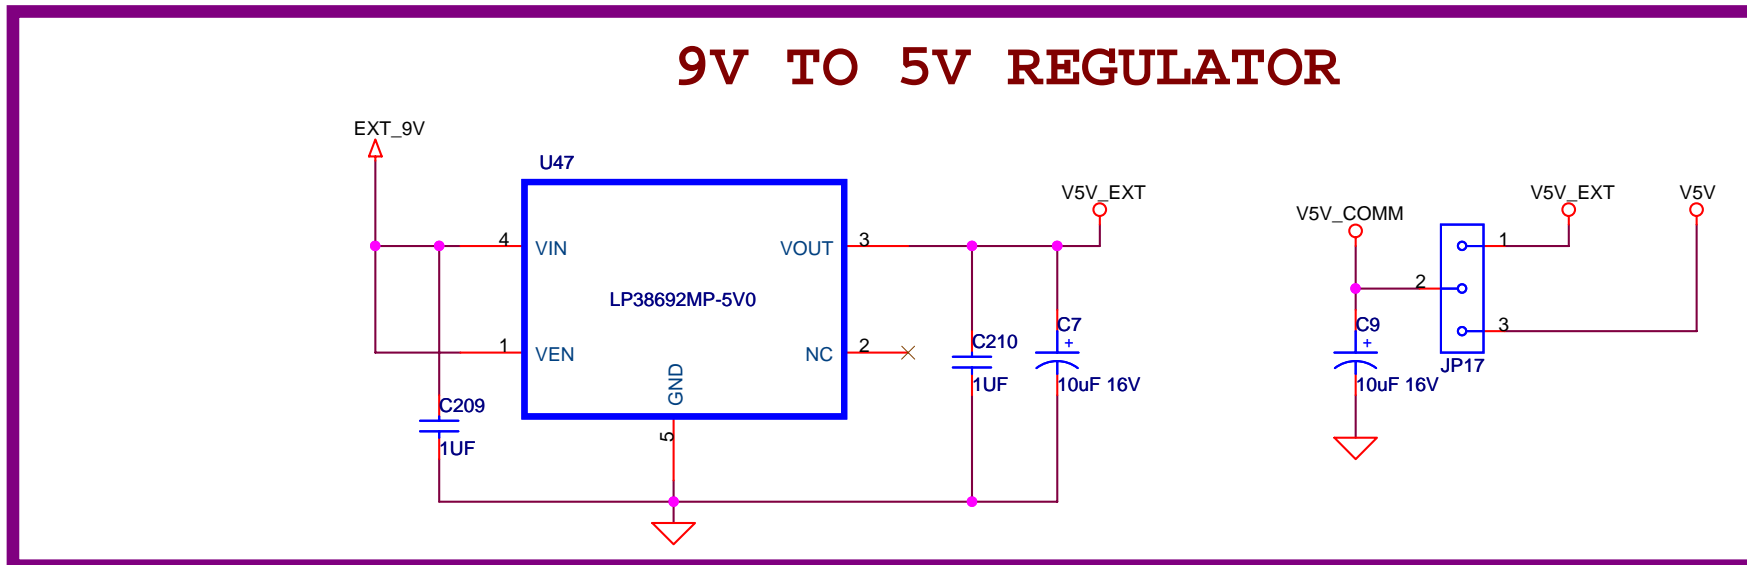 9V TO 5V REGULATOR
EXT_9V
U47
V5V_EXT
V5V_EXT
V5V
V5V_COMM
4
VIN
VOUT
3
1
2
LP38692MP-5V0
3
C7
+
C9
+
C210
1
VEN
NC
2
JP17
GND
1UF
10uF 16V
10uF 16V
C209
5
1UF